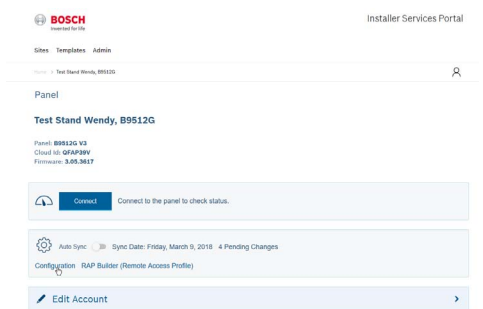 BOSCH
Invented for life
Installer Services Portal
Sites Templates Admin
Home > Test Stand Wendy, B9512G
Panel
Test Stand Wendy, B9512G
Panel: B9512G V3
Cloud Id: QFAP39V
Firmware: 3.05.3617
Connect Connect to the panel to check status.
Auto Sync Sync Date: Friday, March 9, 2018 4 Pending Changes
Configuration RAP Builder (Remote Access Profile)
Edit Account